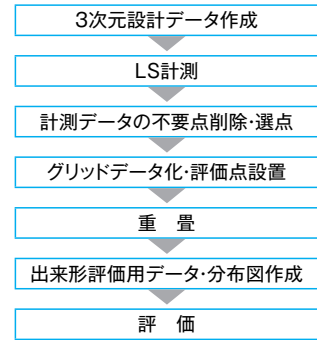 3次元設計データ作成
LS計測
計測データの不要点削除・選点
グリッドデータ化・評価点設置
重　畳
出来形評価用データ・分布図作成
評　価